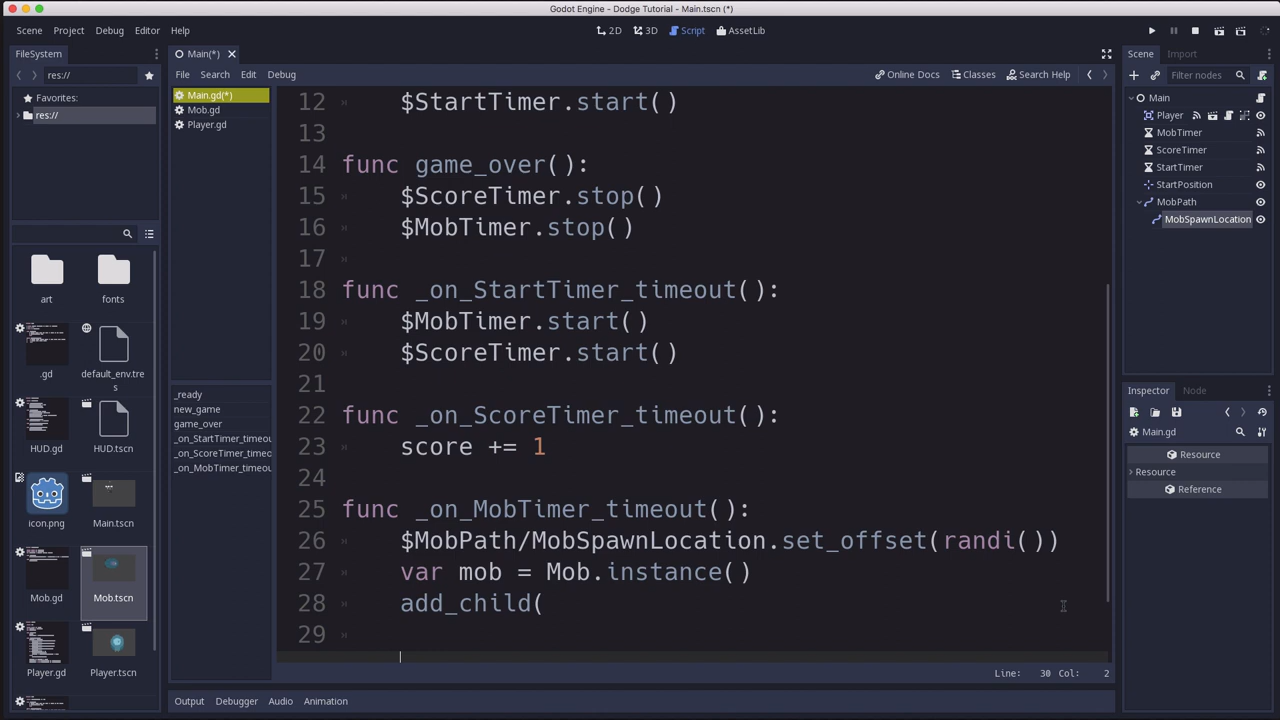 Godot Engine - Dodge Tutorial - Main.tscn (*)
Scene Project Debug Editor Help
2D 3D Script AssetLib
FileSystem
res://
Favorites:
res://
art
fonts
.gd
default_env.tre
s
HUD.gd
HUD.tscn
icon.png
Main.tscn
Mob.gd
Mob.tscn
Player.gd
Player.tscn
Main(*)
File Search Edit Debug
Online Docs Classes Search Help
Main.gd(*)
Mob.gd
Player.gd
_ready
new_game
game_over
_on_StartTimer_timeou
_on_ScoreTimer_timeo
_on_MobTimer_timeout
12 $StartTimer.start()
13
14 func game_over():
15 $ScoreTimer.stop()
16 $MobTimer.stop()
17
18 func _on_StartTimer_timeout():
19 $MobTimer.start()
20 $ScoreTimer.start()
21
22 func _on_ScoreTimer_timeout():
23 score += 1
24
25 func _on_MobTimer_timeout():
26 $MobPath/MobSpawnLocation.set_offset(randi())
27 var mob = Mob.instance()
28 add_child(
29
Line: 30 Col: 2
Output Debugger Audio Animation
Scene Import
Filter nodes
Main
Player
MobTimer
ScoreTimer
StartTimer
StartPosition
MobPath
MobSpawnLocation
Inspector Node
Main.gd
Resource
Resource
Reference